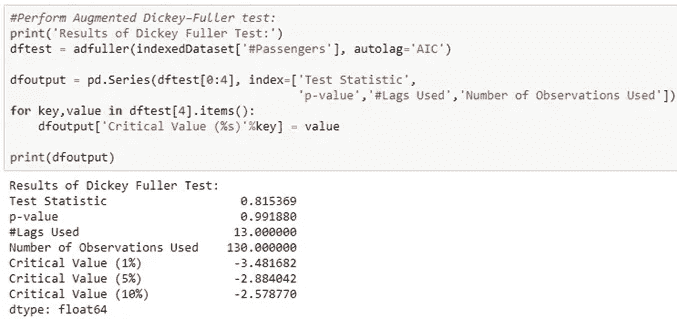 #Perform Augmented Dickey–Fuller test:
print('Results of Dickey Fuller Test:')
dftest = adfuller(indexedDataset['#Passengers'], autolag='AIC')
dfoutput = pd.Series(dftest[0:4], index=['Test Statistic',
'p-value','#Lags Used','Number of Observations Used'])
for key,value in dftest[4].items():
    dfoutput['Critical Value (%s)'%key] = value
print(dfoutput)
Results of Dickey Fuller Test:
Test Statistic                   0.815369
p-value                          0.991880
#Lags Used                      13.000000
Number of Observations Used    130.000000
Critical Value (1%)             -3.481682
Critical Value (5%)             -2.884042
Critical Value (10%)            -2.578770
dtype: float64